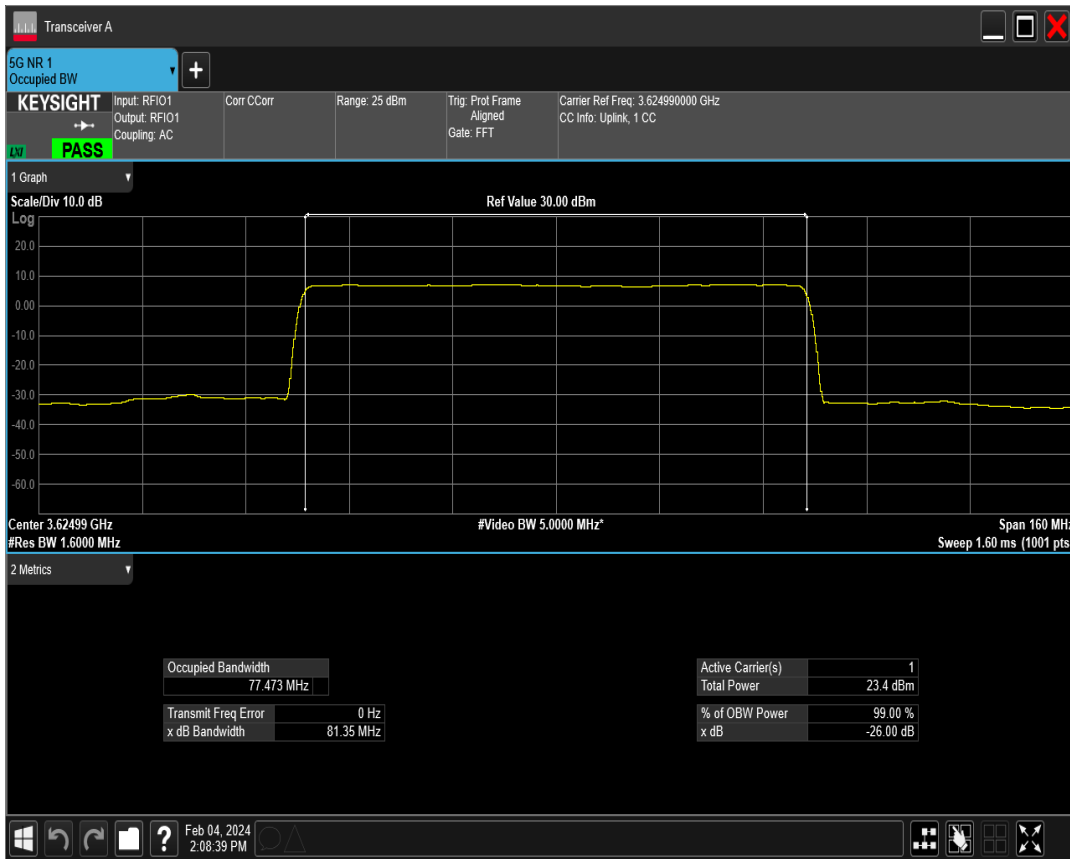 Transceiver A
5G NR 1
Occupied BW
+
KEYSIGHT
LXI
PASS
Input: RFIO1
Output: RFIO1
Coupling: AC
Corr CCorr
Range: 25 dBm
Trig: Prot Frame
Aligned
Gate: FFT
Carrier Ref Freq: 3.624990000 GHz
CC Info: Uplink, 1 CC
1 Graph
Scale/Div 10.0 dB
Ref Value 30.00 dBm
Log
20.0
10.0
0.00
-10.0
-20.0
-30.0
-40.0
-50.0
-60.0
Center 3.62499 GHz
#Video BW 5.0000 MHz*
Span 160 MHz
#Res BW 1.6000 MHz
Sweep 1.60 ms (1001 pts
2 Metrics
Occupied Bandwidth
77.473 MHz
Transmit Freq Error 0 Hz
x dB Bandwidth 81.35 MHz
Active Carrier(s) 1
Total Power 23.4 dBm
% of OBW Power 99.00 %
x dB -26.00 dB
?
Feb 04, 2024
2:08:39 PM